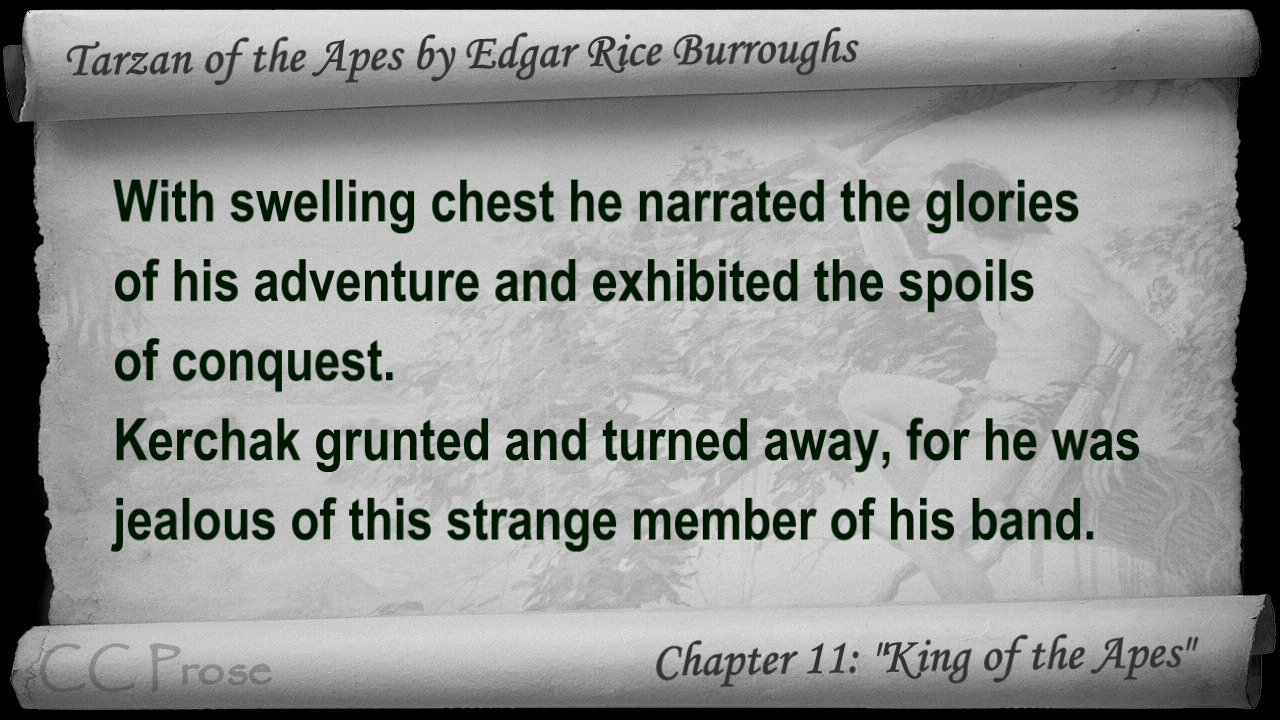 Tarzan of the Apes by Edgar Rice Burroughs
With swelling chest he narrated the glories
of his adventure and exhibited the spoils
of conquest.
Kerchak grunted and turned away, for he was
jealous of this strange member of his band.
CC Prose
Chapter 11: "King of the Apes"